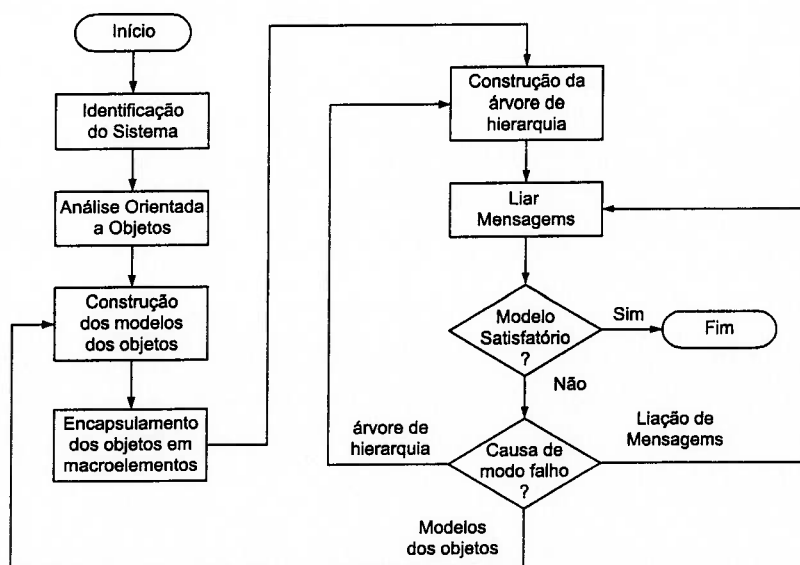 Início
Identificação
do Sistema
Análise Orientada
a Objetos
Construção
dos modelos
dos objetos
Encapsulamento
dos objetos em
macroelementos
Construção da
árvore de
hierarquia
Liar
Mensagems
Modelo
Satisfatório
?
Sim
Fim
Não
Causa de
modo falho
?
árvore de
hierarquia
Liação de
Mensagems
Modelos
dos objetos